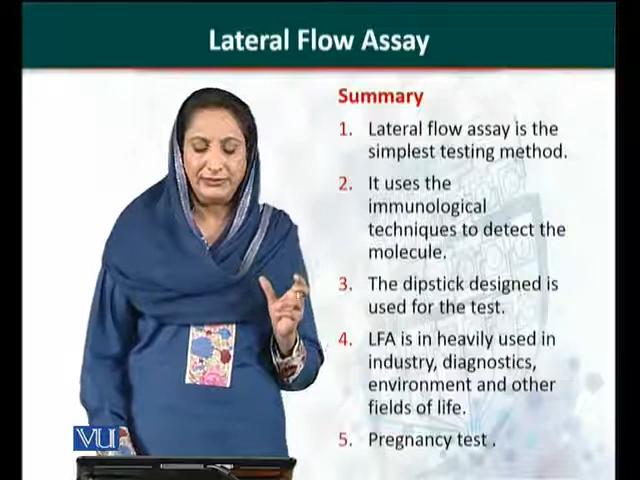 Lateral Flow Assay
Summary
1. Lateral flow assay is the
simplest testing method.
2. It uses the
immunological
techniques to detect the
molecule.
3. The dipstick designed is
used for the test.
4. LFA is in heavily used in
industry, diagnostics,
environment and other
fields of life.
5. Pregnancy test .
VU